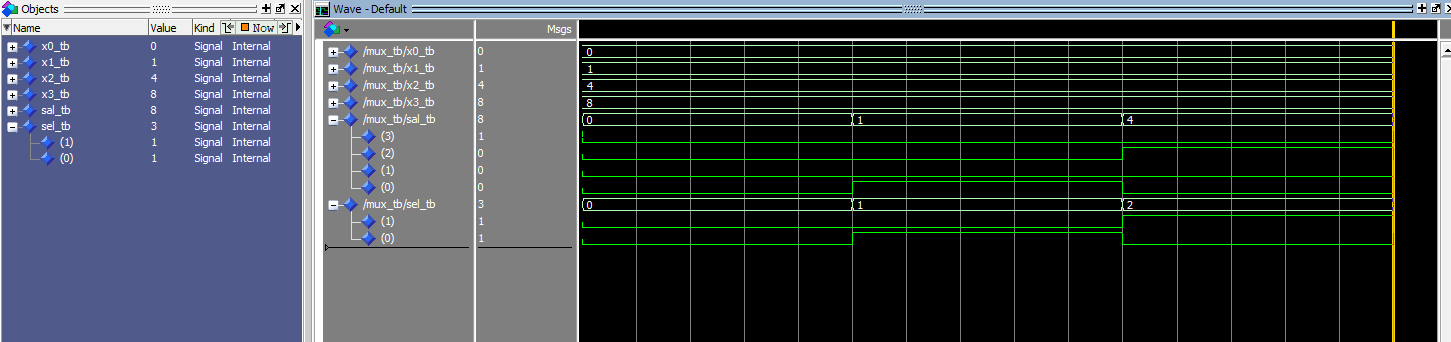 Objects
Name Value Kind Now
x0_tb 0 Signal Internal
x1_tb 1 Signal Internal
x2_tb 4 Signal Internal
x3_tb 8 Signal Internal
sal_tb 8 Signal Internal
sel_tb 3 Signal Internal
(1) 1 Signal Internal
(0) 1 Signal Internal
Wave - Default
Msgs
/mux_tb/x0_tb 0 0
/mux_tb/x1_tb 1 1
/mux_tb/x2_tb 4 4
/mux_tb/x3_tb 8 8
/mux_tb/sal_tb 8 0 1 4
(3) 1
(2) 0
(1) 0
(0) 0
/mux_tb/sel_tb 3 0 1 2
(1) 1
(0) 1